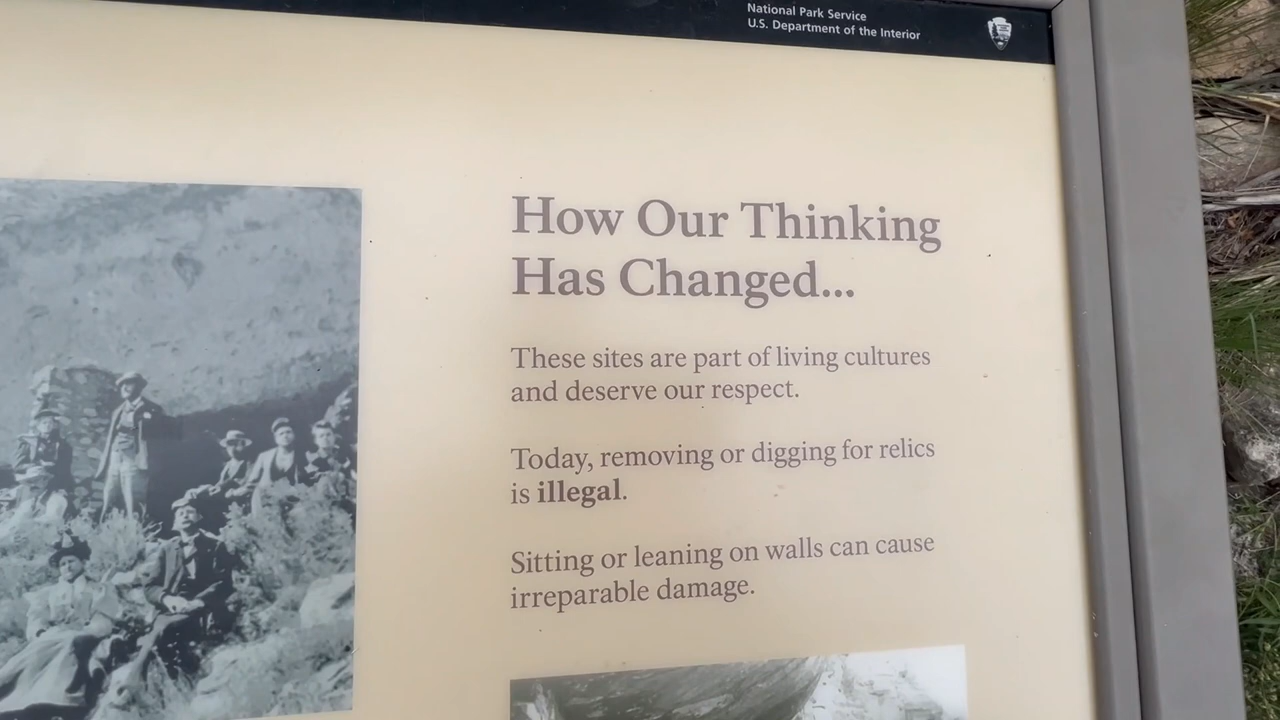 National Park Service
U.S. Department of the Interior
How Our Thinking
Has Changed...
These sites are part of living cultures
and deserve our respect.
Today, removing or digging for relics
is illegal.
Sitting or leaning on walls can cause
irreparable damage.